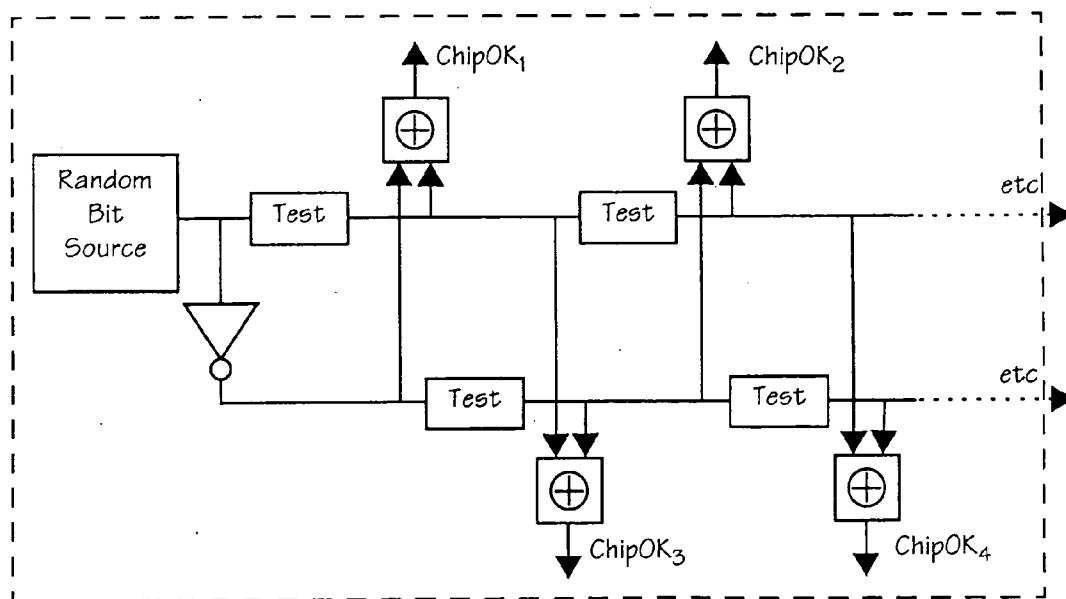 ChipOK1
ChipOK2
Random
Bit
Source
Test
Test
etc
Test
Test
etc
ChipOK3
ChipOK4